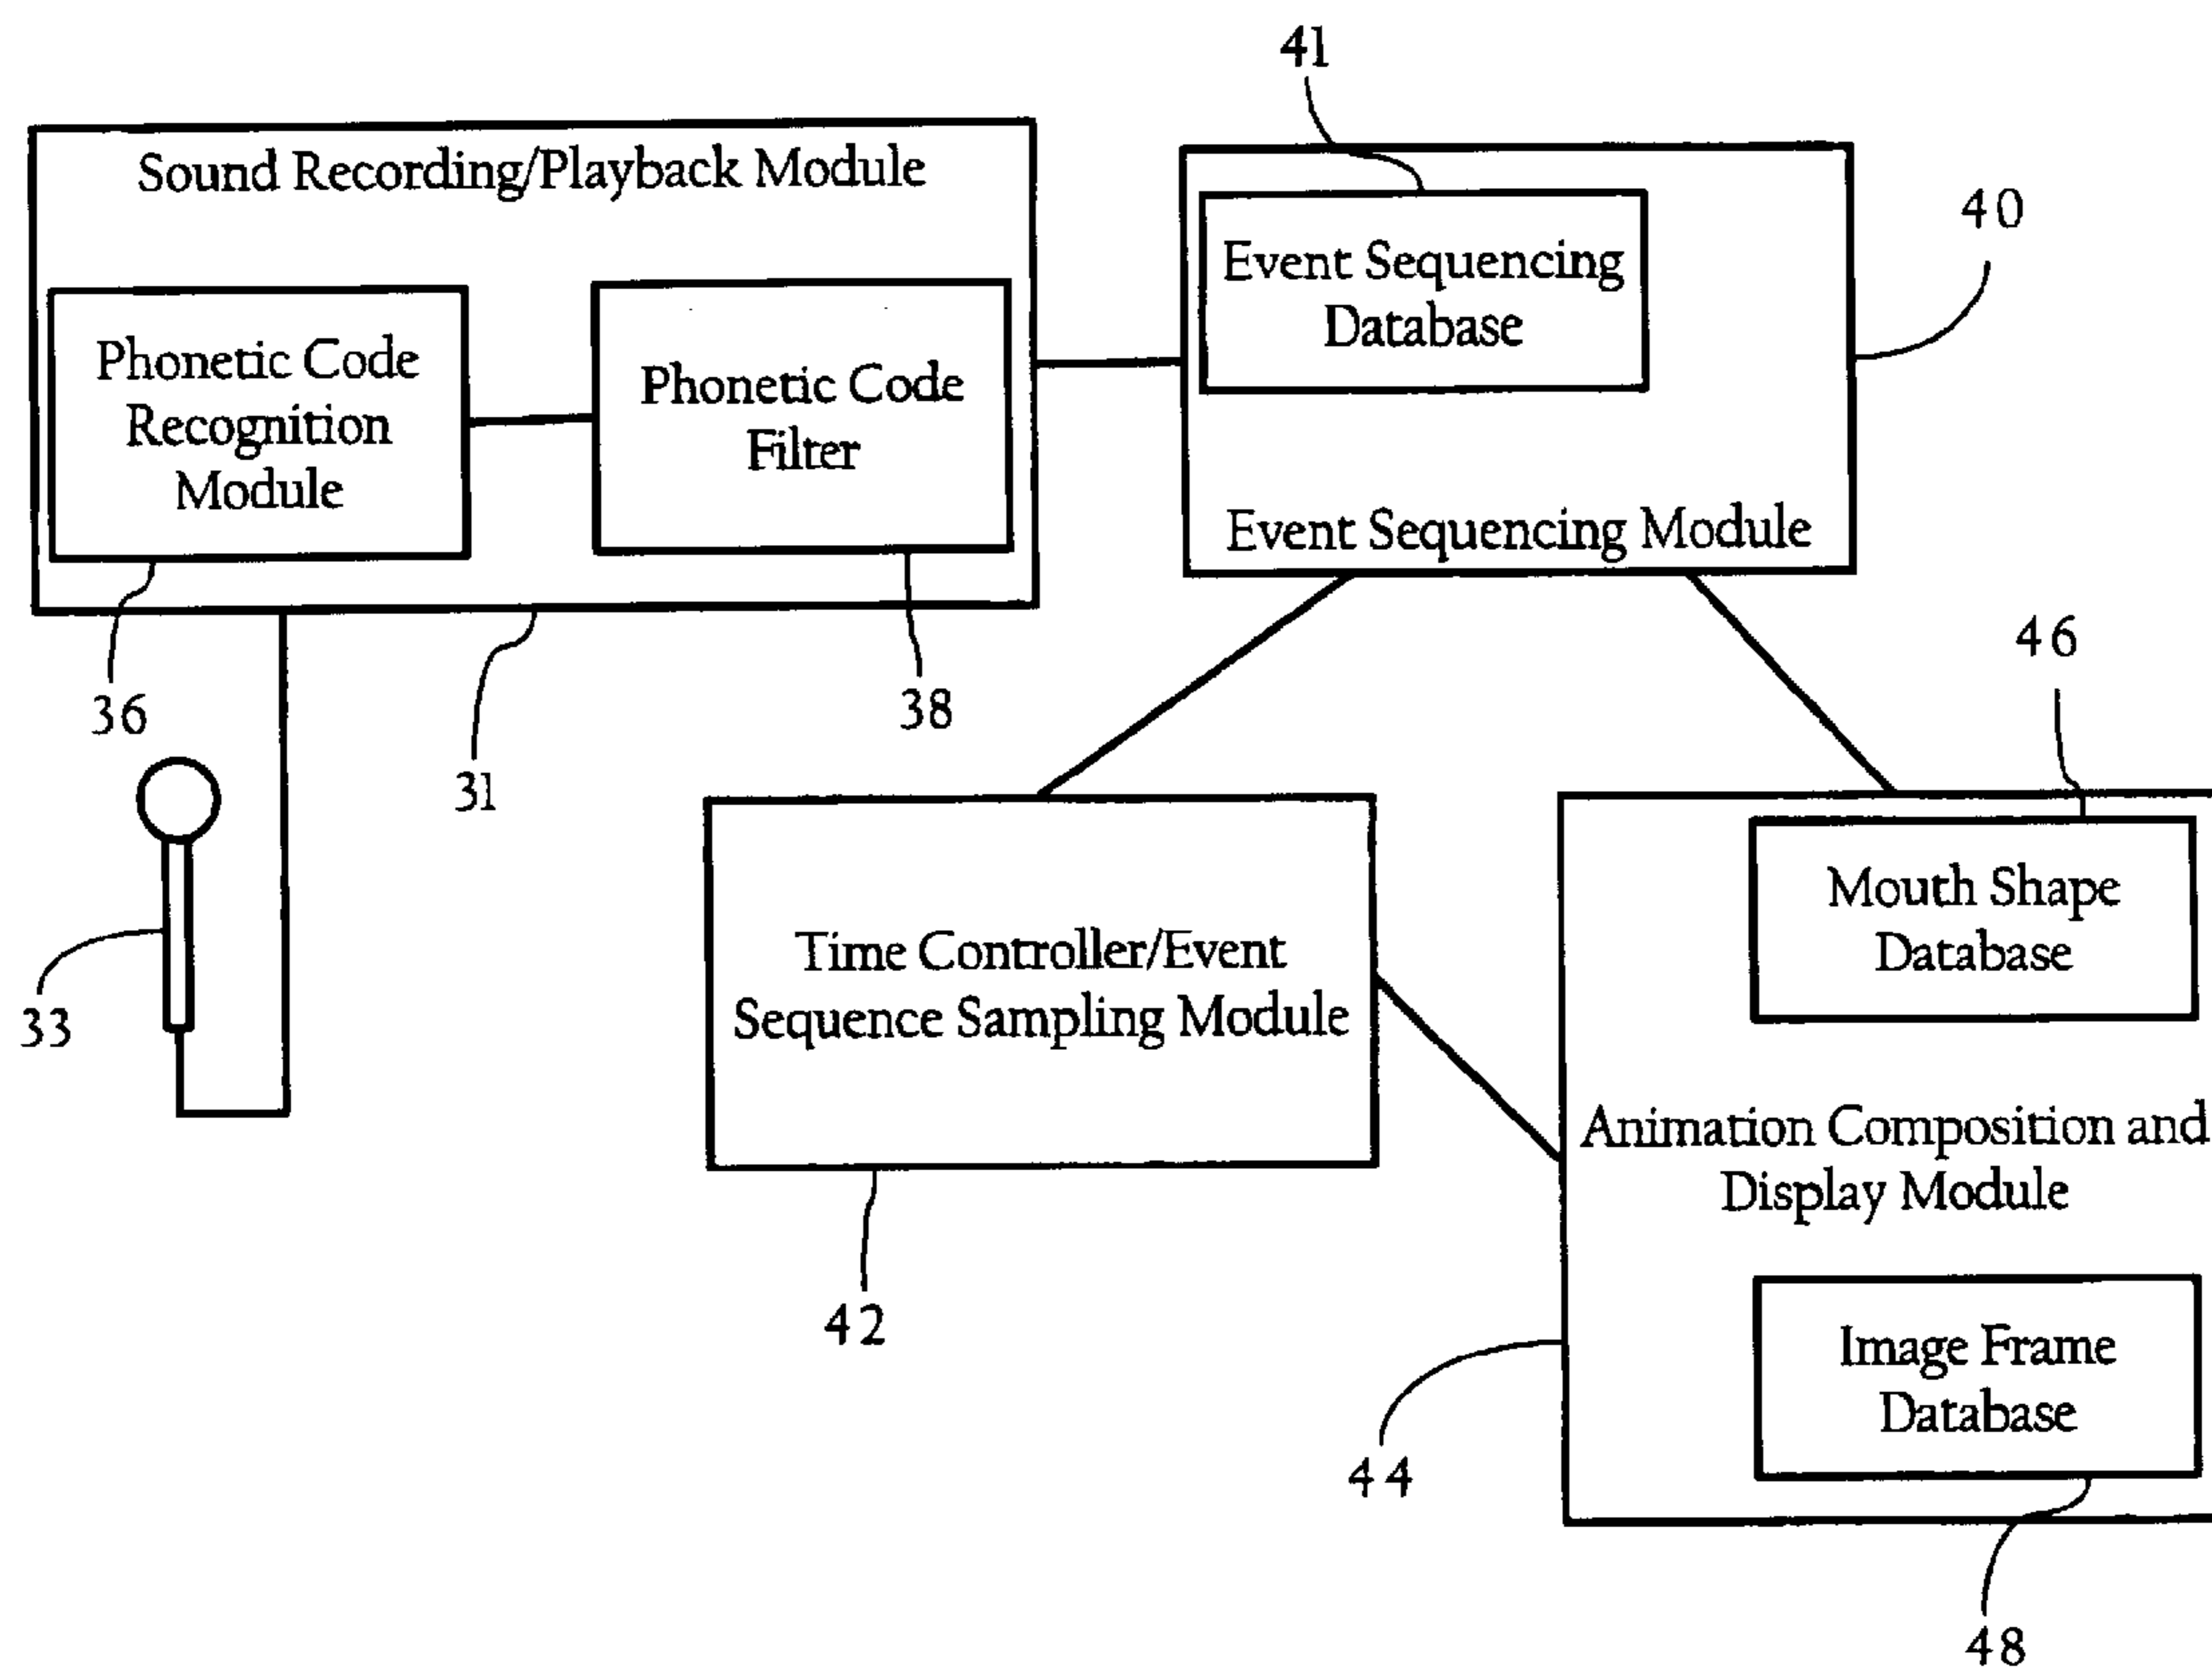 41
Sound Recording/Playback Module
40
Event Sequencing
Database
Phonetic Code
Recognition
Module
Phonetic Code
Filter
Event Sequencing Module
46
36
38
31
Mouth Shape
Database
Time Controller/Event
Sequence Sampling Module
33
Animation Composition and
Display Module
42
Image Frame
Database
44
48